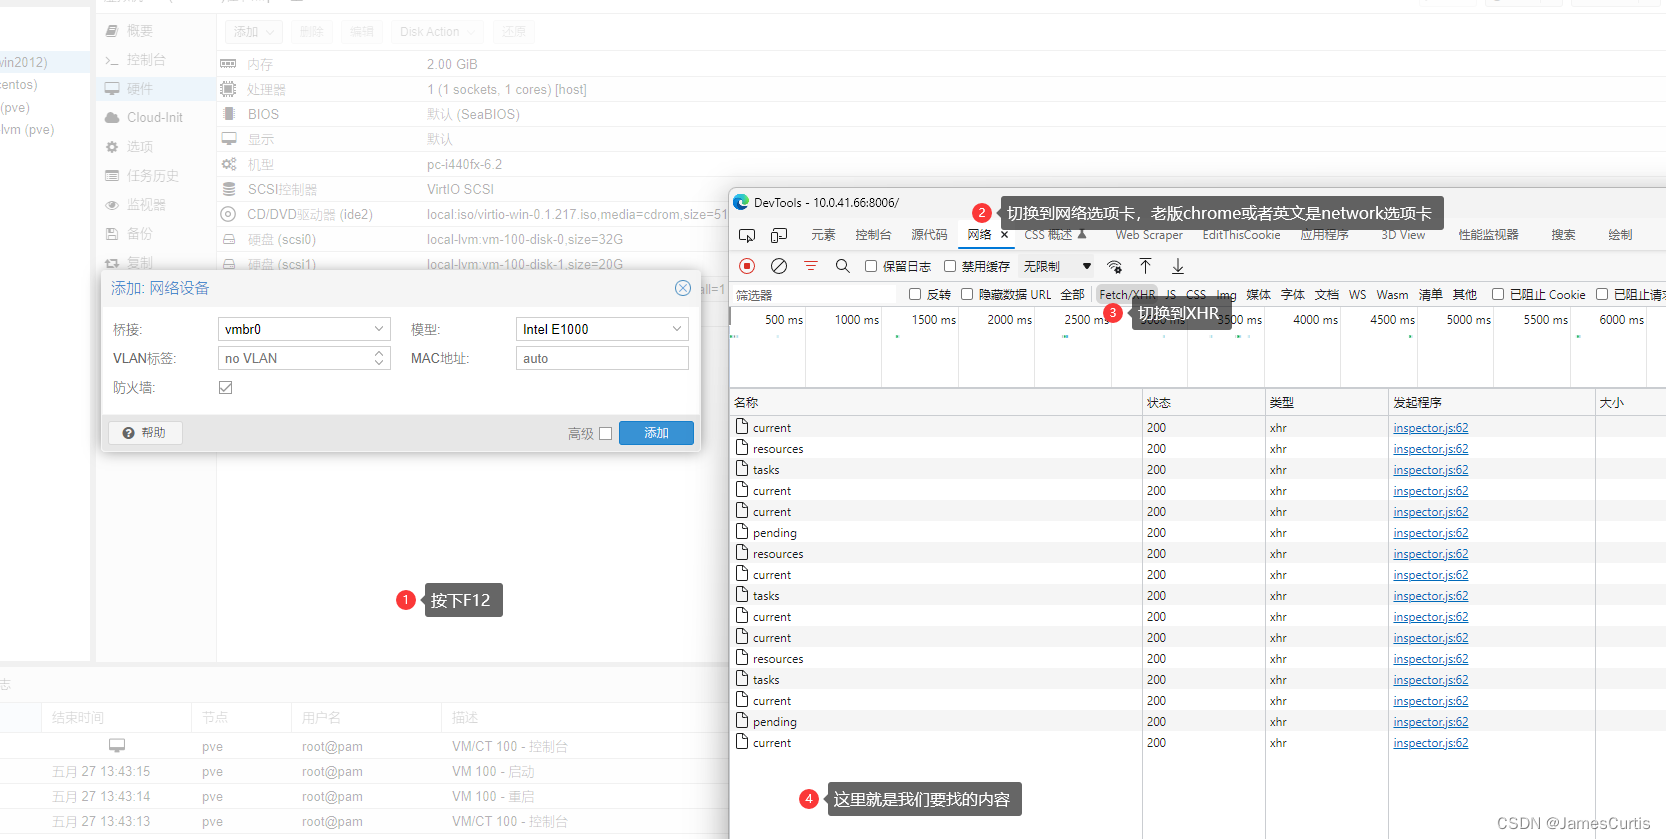 win2012)
centos)
(pve)
lvm (pve)
概要
控制台
硬件
Cloud-Init
选项
任务历史
监视器
备份
复制
添加
删除
编辑
Disk Action
还原
内存 2.00 GiB
处理器 1 (1 sockets, 1 cores) [host]
BIOS 默认 (SeaBIOS)
显示 默认
机型 pc-i440fx-6.2
SCSI控制器 VirtIO SCSI
CD/DVD驱动器 (ide2) local:iso/virtio-win-0.1.217.iso,media=cdrom,size=51
硬盘 (scsi0) local-lvm:vm-100-disk-0,size=32G
硬盘 (scsi1) local-lvm:vm-100-disk-1,size=20G
all=1
添加: 网络设备
桥接: vmbr0 模型: Intel E1000
VLAN标签: no VLAN MAC地址: auto
防火墙:
帮助 高级 添加
1 按下F12
志
结束时间 节点 用户名 描述
pve root@pam VM/CT 100 - 控制台
五月 27 13:43:15 pve root@pam VM 100 - 启动
五月 27 13:43:14 pve root@pam VM 100 - 重启
五月 27 13:43:13 pve root@pam VM/CT 100 - 控制台
DevTools - 10.0.41.66:8006/
2 切换到网络选项卡，老版chrome或者英文是network选项卡
元素 控制台 源代码 网络 CSS 概述 Web Scraper EditThisCookie 应用程序 3D View 性能监视器 搜索 绘制
保留日志 禁用缓存 无限制
筛选器 反转 隐藏数据 URL 全部 Fetch/XHR JS CSS Img 媒体 字体 文档 WS Wasm 清单 其他 已阻止 Cookie 已阻止请求
3 切换到XHR
500 ms 1000 ms 1500 ms 2000 ms 2500 ms 3000 ms 3500 ms 4000 ms 4500 ms 5000 ms 5500 ms 6000 ms
名称 状态 类型 发起程序 大小
current 200 xhr inspector.js:62
resources 200 xhr inspector.js:62
tasks 200 xhr inspector.js:62
current 200 xhr inspector.js:62
current 200 xhr inspector.js:62
pending 200 xhr inspector.js:62
resources 200 xhr inspector.js:62
current 200 xhr inspector.js:62
tasks 200 xhr inspector.js:62
current 200 xhr inspector.js:62
current 200 xhr inspector.js:62
resources 200 xhr inspector.js:62
tasks 200 xhr inspector.js:62
current 200 xhr inspector.js:62
pending 200 xhr inspector.js:62
current 200 xhr inspector.js:62
4 这里就是我们要找的内容
CSDN @JamesCurtis